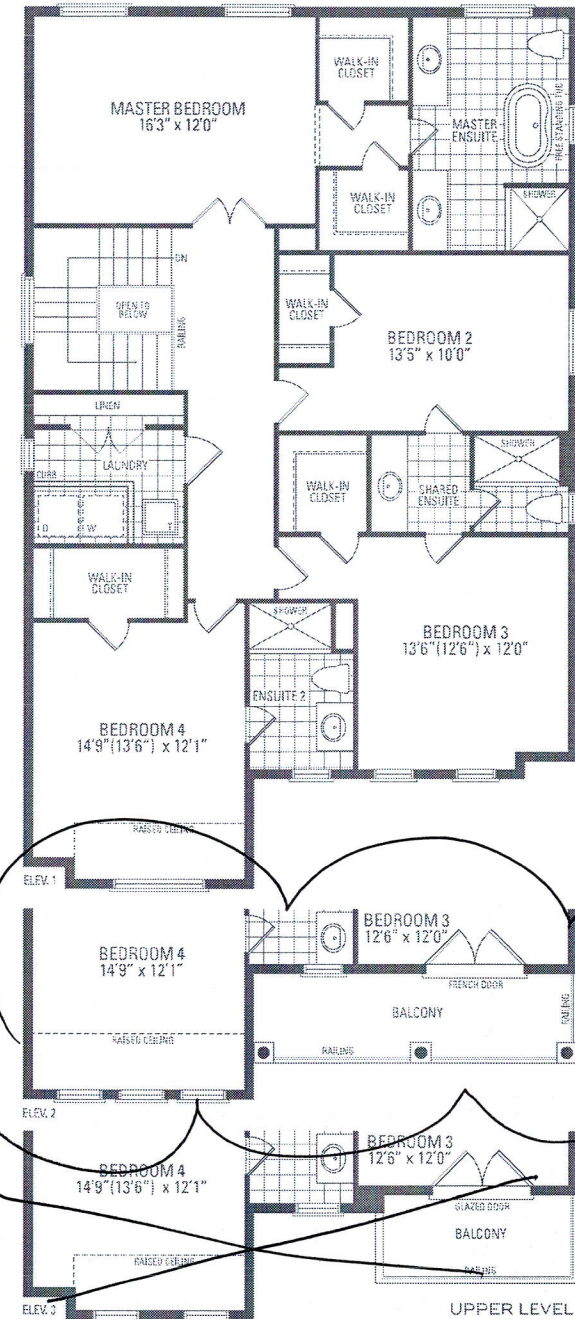 WALK-IN
CLOSET
MASTER BEDROOM
16'3" x 12'0"
MASTER
ENSUITE
FREE STANDING TUB
WALK-IN
CLOSET
SHOWER
DN
OPEN TO
BELOW
RAILING
WALK-IN
CLOSET
BEDROOM 2
13'5" x 10'0"
LINEN
LAUNDRY
CURB
D
W
T
WALK-IN
CLOSET
SHARED
ENSUITE
SHOWER
WALK-IN
CLOSET
SHOWER
BEDROOM 3
13'6"(12'6") x 12'0"
ENSUITE 2
BEDROOM 4
14'9"(13'6") x 12'1"
RAISED CEILING
ELEV. 1
BEDROOM 3
12'6" x 12'0"
BEDROOM 4
14'9" x 12'1"
FRENCH DOOR
BALCONY
RAILING
RAISED CEILING
RAILING
ELEV. 2
BEDROOM 3
12'6" x 12'0"
BEDROOM 4
14'9"(13'6") x 12'1"
GLAZED DOOR
BALCONY
RAISED CEILING
RAILING
ELEV. 3
UPPER LEVEL